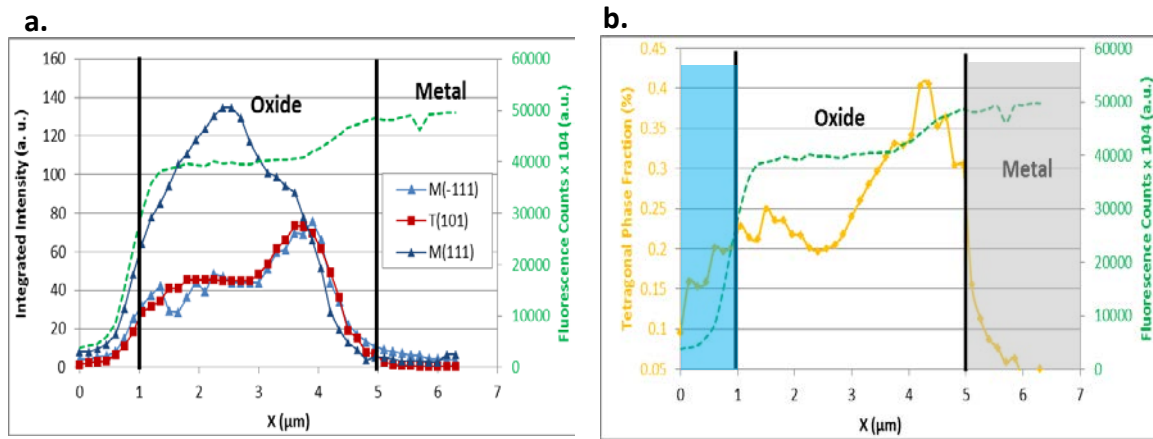 a.
Integrated Intensity (a. u.)
160
140
120
100
80
60
40
20
0
Oxide
Metal
M(-111)
T(101)
M(111)
60000
50000
40000
30000
20000
10000
0
Fluorescence Counts x 104 (a.u.)
0 1 2 3 4 5 6 7
X (µm)
b.
Tetragonal Phase Fraction (%)
0.4
0.35
0.3
0.25
0.2
0.15
0.1
0.05
Oxide
Metal
60000
50000
40000
30000
20000
10000
0
Fluorescence Counts x 104 (a.u.)
0 1 2 3 4 5 6 7
X (µm)